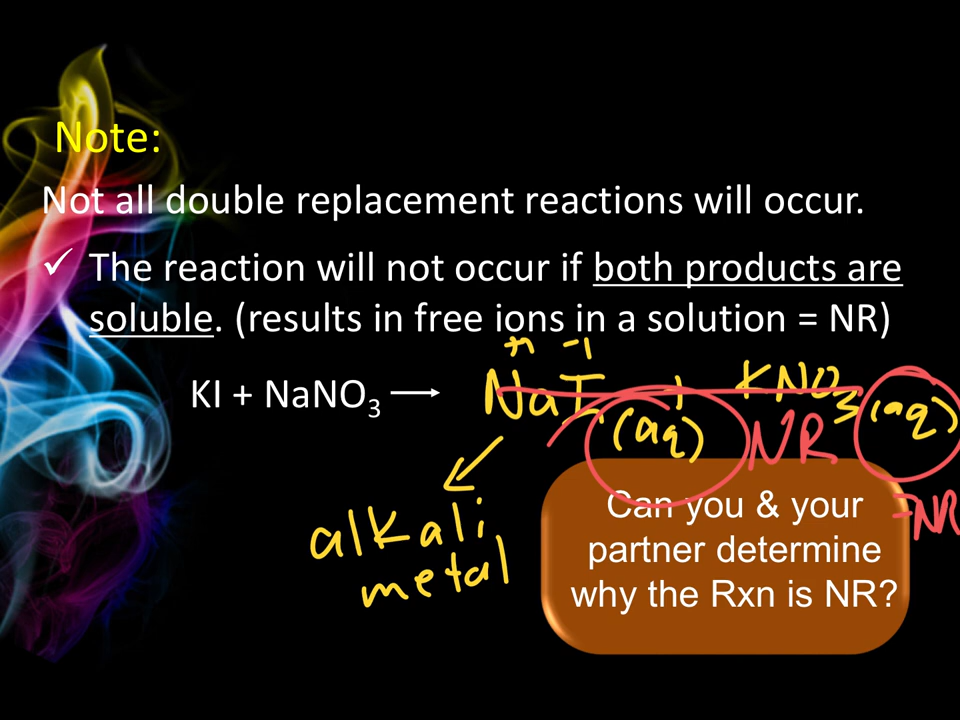 Note:
Not all double replacement reactions will occur.
✓ The reaction will not occur if both products are
soluble. (results in free ions in a solution = NR)
KI + NaNO₃ → NaI (aq) + KNO₃ (aq)
-1
NR
= NR
alkali
metal
Can you & your
partner determine
why the Rxn is NR?